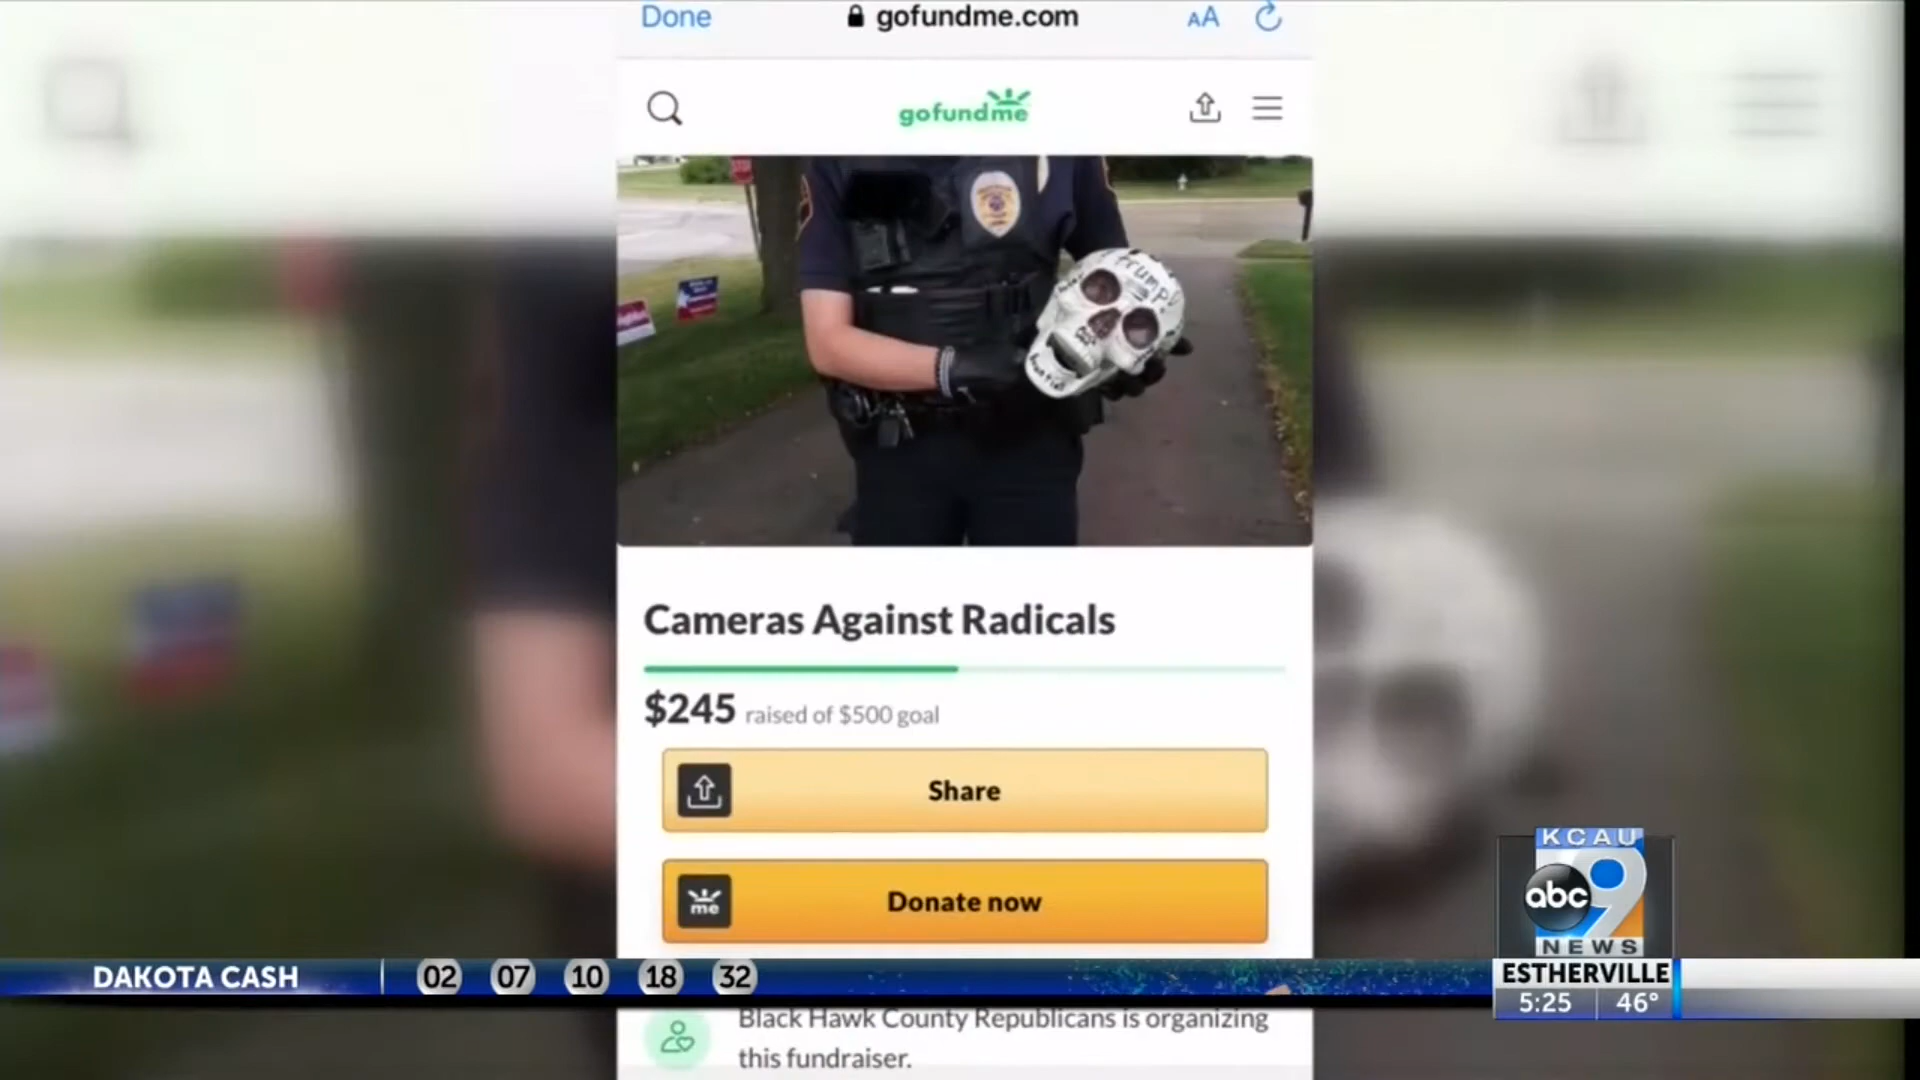 Done
gofundme.com
AA
gofundme
Trump
Cameras Against Radicals
$245 raised of $500 goal
Share
me
Donate now
KCAU
abc 9
NEWS
DAKOTA CASH 02 07 10 18 32
ESTHERVILLE
5:25 46°
Black Hawk County Republicans is organizing
this fundraiser.